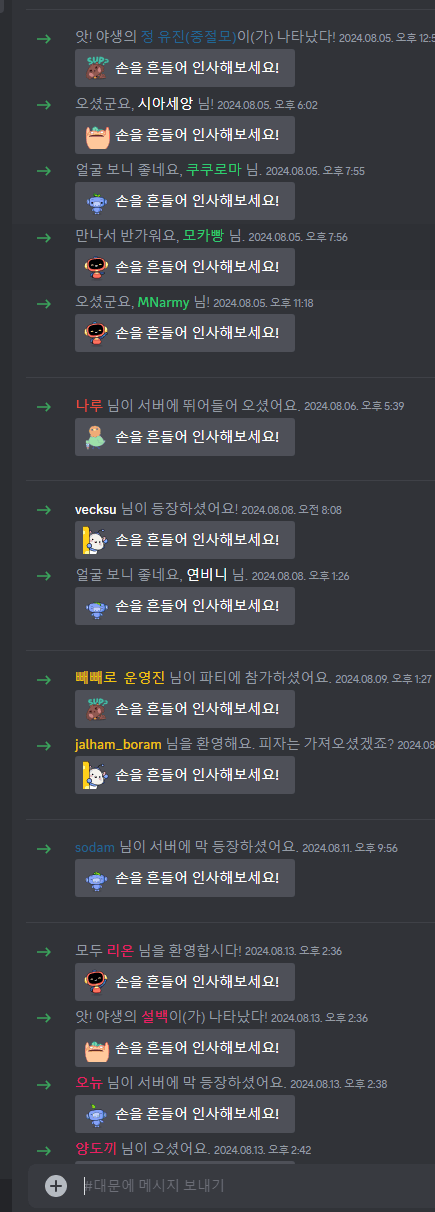 앗! 야생의 정 유진(중절모)이(가) 나타났다! 2024.08.05. 오후 12:5
SUP?
손을 흔들어 인사해보세요!
오셨군요, 시아세앙 님! 2024.08.05. 오후 6:02
손을 흔들어 인사해보세요!
얼굴 보니 좋네요, 쿠쿠로마 님. 2024.08.05. 오후 7:55
손을 흔들어 인사해보세요!
만나서 반가워요, 모카빵 님. 2024.08.05. 오후 7:56
손을 흔들어 인사해보세요!
오셨군요, MNarmy 님! 2024.08.05. 오후 11:18
손을 흔들어 인사해보세요!
나루 님이 서버에 뛰어들어 오셨어요. 2024.08.06. 오후 5:39
손을 흔들어 인사해보세요!
vecksu 님이 등장하셨어요! 2024.08.08. 오전 8:08
손을 흔들어 인사해보세요!
얼굴 보니 좋네요, 연비니 님. 2024.08.08. 오후 1:26
손을 흔들어 인사해보세요!
빼빼로 운영진 님이 파티에 참가하셨어요. 2024.08.09. 오후 1:27
SUP?
손을 흔들어 인사해보세요!
jalham_boram 님을 환영해요. 피자는 가져오셨겠죠? 2024.08
손을 흔들어 인사해보세요!
sodam 님이 서버에 막 등장하셨어요. 2024.08.11. 오후 9:56
손을 흔들어 인사해보세요!
모두 리온 님을 환영합시다! 2024.08.13. 오후 2:36
손을 흔들어 인사해보세요!
앗! 야생의 설백이(가) 나타났다! 2024.08.13. 오후 2:36
손을 흔들어 인사해보세요!
오뉴 님이 서버에 막 등장하셨어요. 2024.08.13. 오후 2:38
손을 흔들어 인사해보세요!
양도끼 님이 오셨어요. 2024.08.13. 오후 2:42
#대문에 메시지 보내기